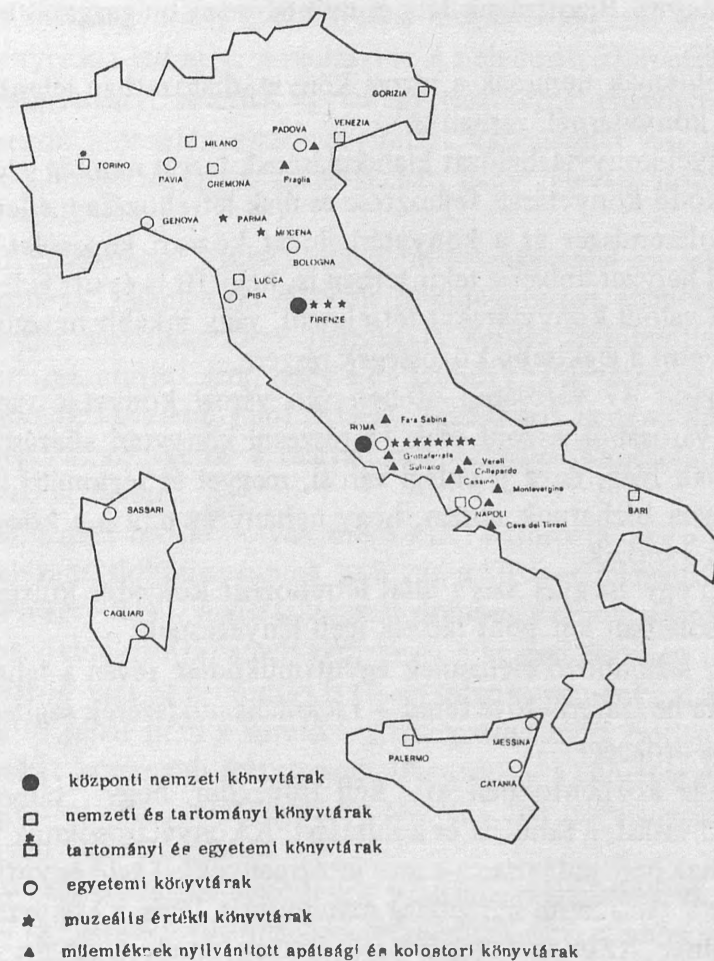 GORIZIA
VENEZIA
PADOVA
MILANO
TORINO
PAVIA
CREMONA
Praglia
GENOVA
PARMA
MODENA
BOLOGNA
LUCCA
PISA
FIRENZE
Fara Sabina
ROMA
Grottaferrata
Subiaco
Veroli
Collepardo
Cassino
Montevergine
NAPOLI
Cava dei Tirreni
BARI
SASSARI
CAGLIARI
MESSINA
PALERMO
CATANIA
központi nemzeti könyvtárak
nemzeti és tartományi könyvtárak
tartományi és egyetemi könyvtárak
egyetemi könyvtárak
muzeális értékű könyvtárak
műemléknek nyilvánított apátsági és kolostori könyvtárak